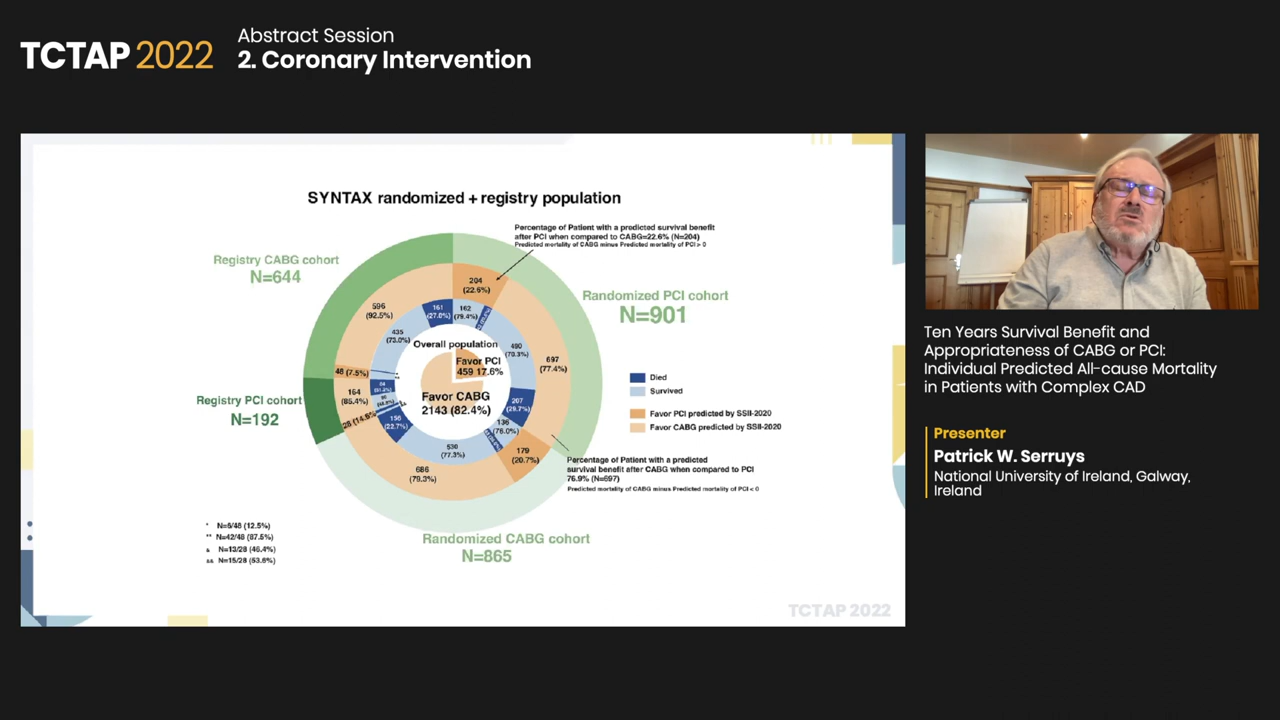 TCTAP 2022
Abstract Session
2. Coronary Intervention
SYNTAX randomized + registry population
Percentage of Patient with a predicted survival benefit
after PCI when compared to CABG=22.6% (N=204)
Predicted mortality of CABG minus Predicted mortality of PCI > 0
Registry CABG cohort
N=644
Randomized PCI cohort
N=901
204
(22.6%)
596
(92.5%)
161
(27.0%)
162
(79.4%)
435
(73.0%)
490
(70.3%)
697
(77.4%)
Overall population
Favor PCI
459 17.6%
Favor CABG
2143 (82.4%)
48 (7.5%)
164
(85.4%)
Registry PCI cohort
N=192
207
(29.7%)
156
(22.7%)
136
(76.0%)
530
(77.3%)
179
(20.7%)
686
(79.3%)
Died
Survived
Favor PCI predicted by SSII-2020
Favor CABG predicted by SSII-2020
Percentage of Patient with a predicted
survival benefit after CABG when compared to PCI
76.9% (N=697)
Predicted mortality of CABG minus Predicted mortality of PCI < 0
Randomized CABG cohort
N=865
* N=6/48 (12.5%)
** N=42/48 (87.5%)
& N=13/28 (46.4%)
&& N=15/28 (53.6%)
TCTAP 2022
Ten Years Survival Benefit and
Appropriateness of CABG or PCI:
Individual Predicted All-cause Mortality
in Patients with Complex CAD
Presenter
Patrick W. Serruys
National University of Ireland, Galway,
Ireland